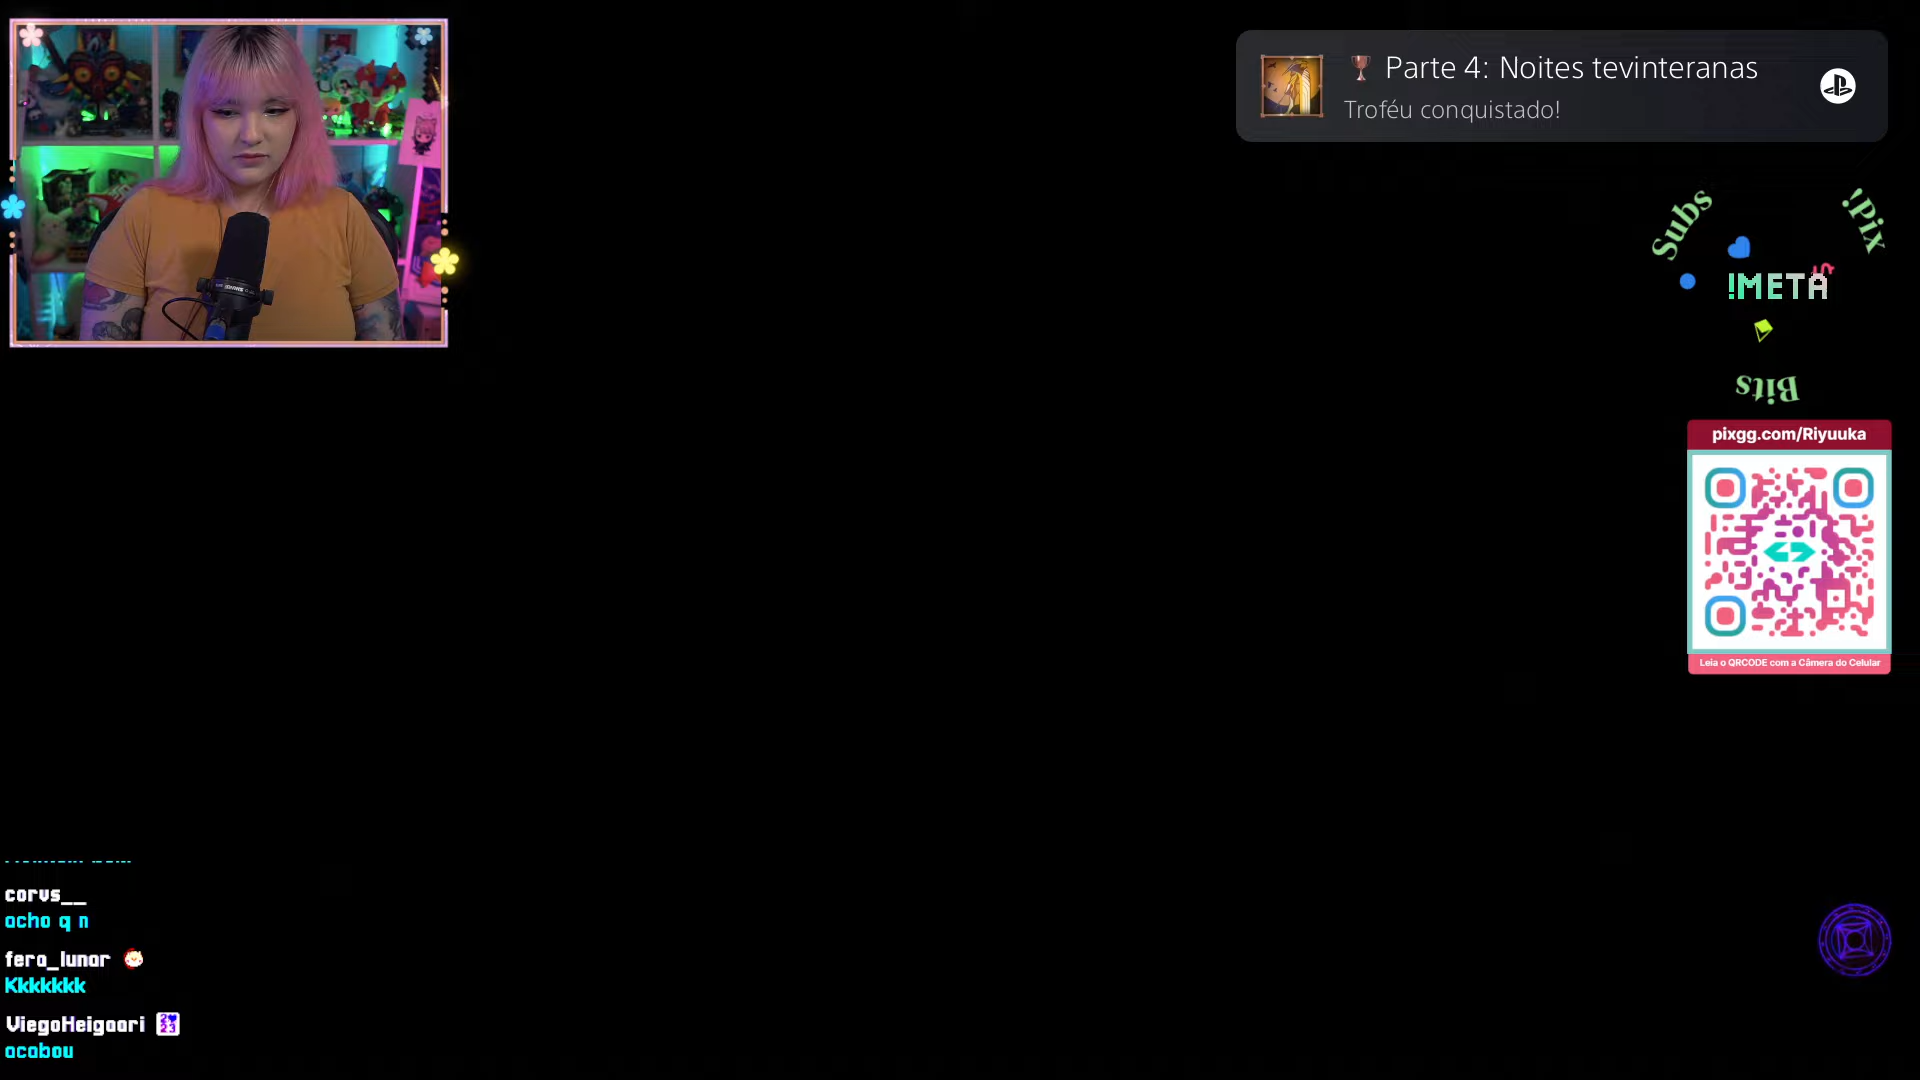 Parte 4: Noites tevinteranas
Troféu conquistado!
Subs
!Pix
!META
Bits
pixgg.com/Riyuuka
Leia o QRCODE com a Câmera do Celular
corvs__
acho q n
fera_lunar
Kkkkkkk
ViegoHeigaari
acabou